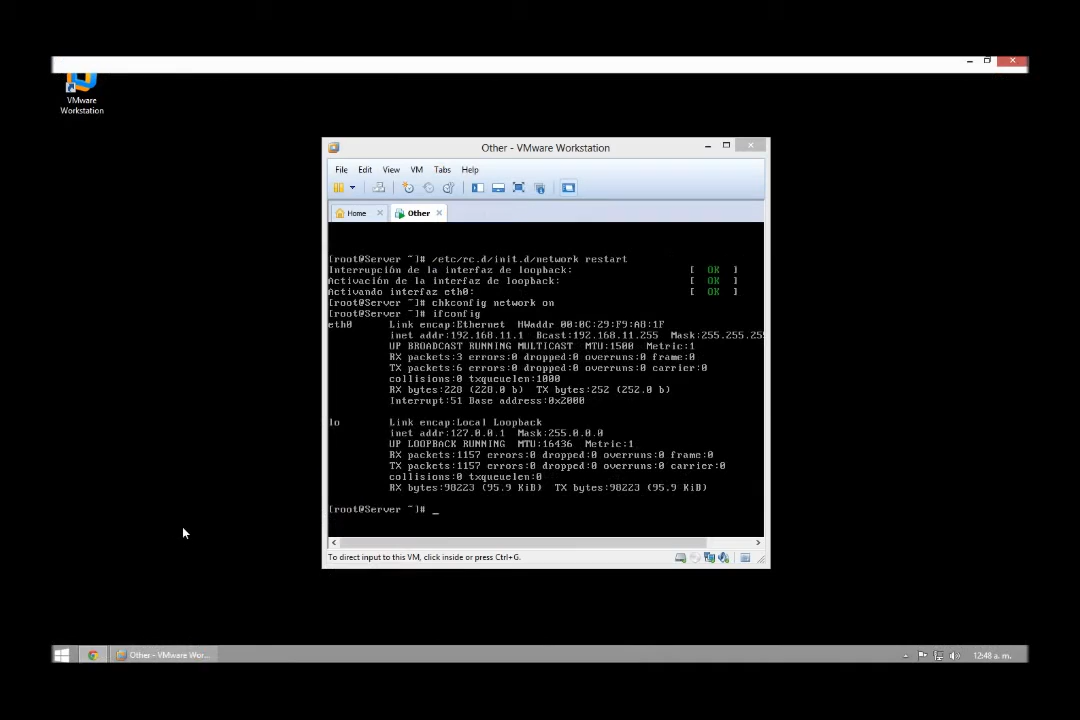 VMware
Workstation
Other - VMware Workstation
File Edit View VM Tabs Help
Home Other
[root@Server ~]# /etc/rc.d/init.d/network restart
Interrupción de la interfaz de loopback: [ OK ]
Activación de la interfaz de loopback: [ OK ]
Activando interfaz eth0: [ OK ]
[root@Server ~]# chkconfig network on
[root@Server ~]# ifconfig
eth0 Link encap:Ethernet HWaddr 00:0C:29:F9:A8:1F
inet addr:192.168.11.1 Bcast:192.168.11.255 Mask:255.255.255
UP BROADCAST RUNNING MULTICAST MTU:1500 Metric:1
RX packets:3 errors:0 dropped:0 overruns:0 frame:0
TX packets:6 errors:0 dropped:0 overruns:0 carrier:0
collisions:0 txqueuelen:1000
RX bytes:228 (228.0 b) TX bytes:252 (252.0 b)
Interrupt:51 Base address:0x2000
lo Link encap:Local Loopback
inet addr:127.0.0.1 Mask:255.0.0.0
UP LOOPBACK RUNNING MTU:16436 Metric:1
RX packets:1157 errors:0 dropped:0 overruns:0 frame:0
TX packets:1157 errors:0 dropped:0 overruns:0 carrier:0
collisions:0 txqueuelen:0
RX bytes:98223 (95.9 KiB) TX bytes:98223 (95.9 KiB)
[root@Server ~]# _
To direct input to this VM, click inside or press Ctrl+G.
Other - VMware Wor...
12:48 a. m.